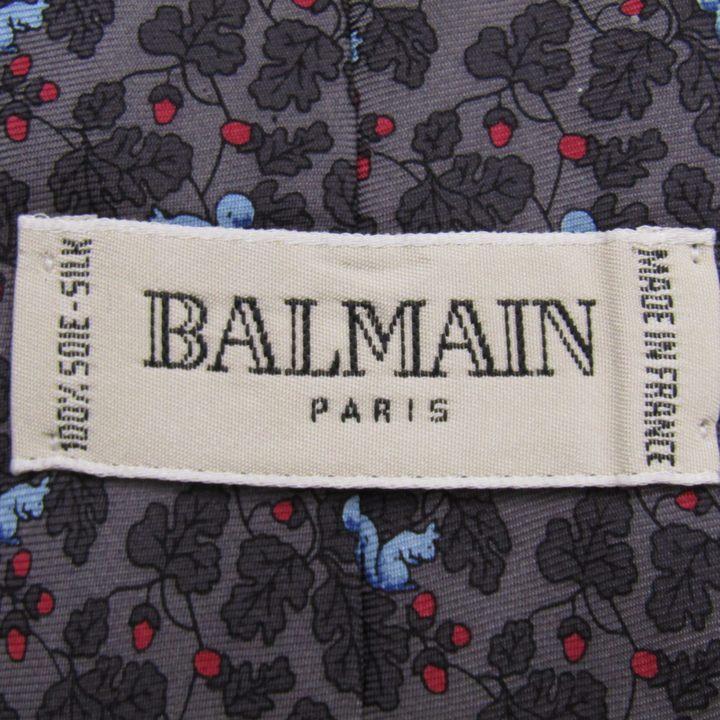 100% SOIE - SILK
BALMAIN
PARIS
MADE IN FRANCE